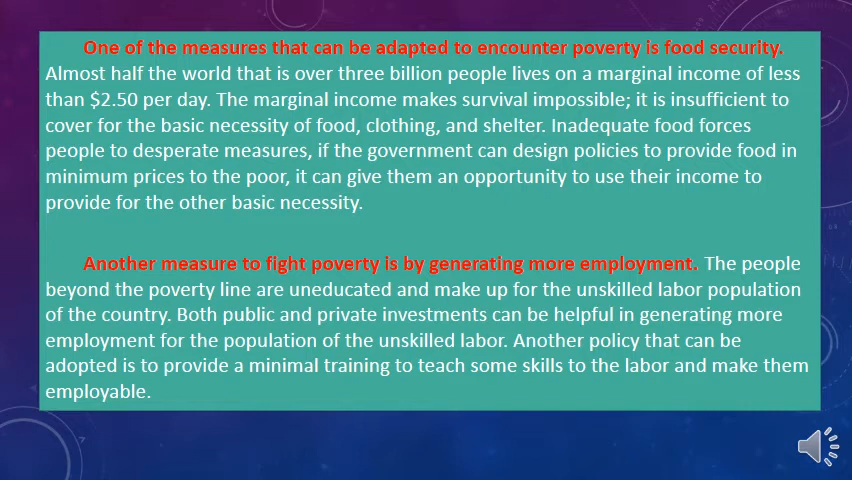 One of the measures that can be adapted to encounter poverty is food security.
Almost half the world that is over three billion people lives on a marginal income of less
than $2.50 per day. The marginal income makes survival impossible; it is insufficient to
cover for the basic necessity of food, clothing, and shelter. Inadequate food forces
people to desperate measures, if the government can design policies to provide food in
minimum prices to the poor, it can give them an opportunity to use their income to
provide for the other basic necessity.
Another measure to fight poverty is by generating more employment. The people
beyond the poverty line are uneducated and make up for the unskilled labor population
of the country. Both public and private investments can be helpful in generating more
employment for the population of the unskilled labor. Another policy that can be
adopted is to provide a minimal training to teach some skills to the labor and make them
employable.